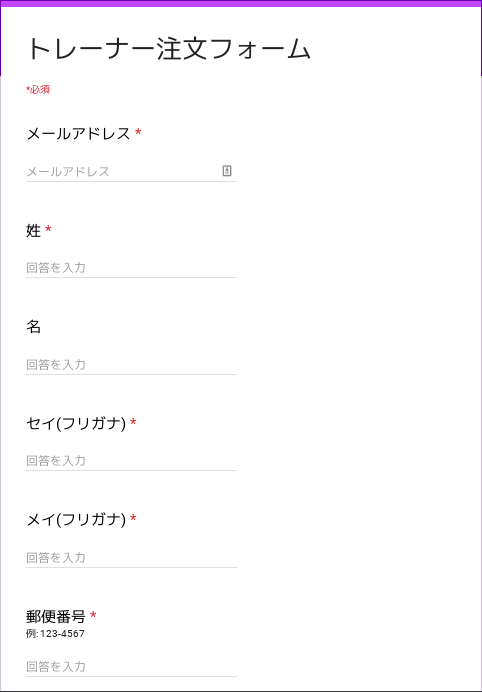 トレーナー注文フォーム
*必須
メールアドレス *
メールアドレス
姓 *
回答を入力
名
回答を入力
セイ(フリガナ) *
回答を入力
メイ(フリガナ) *
回答を入力
郵便番号 *
例: 123-4567
回答を入力